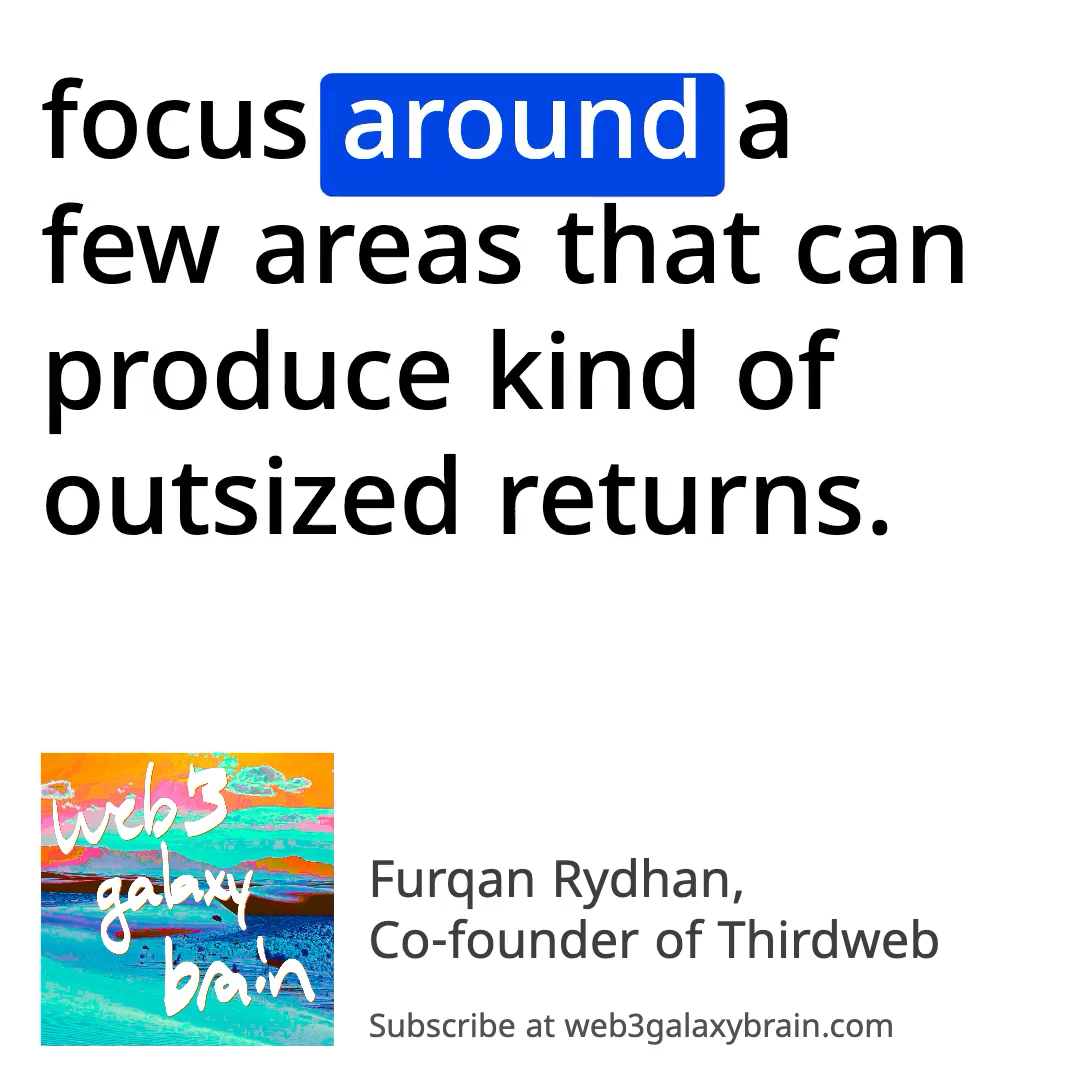 focus around a
few areas that can
produce kind of
outsized returns.
web3
galaxy
brain
Furqan Rydhan,
Co-founder of Thirdweb
Subscribe at web3galaxybrain.com